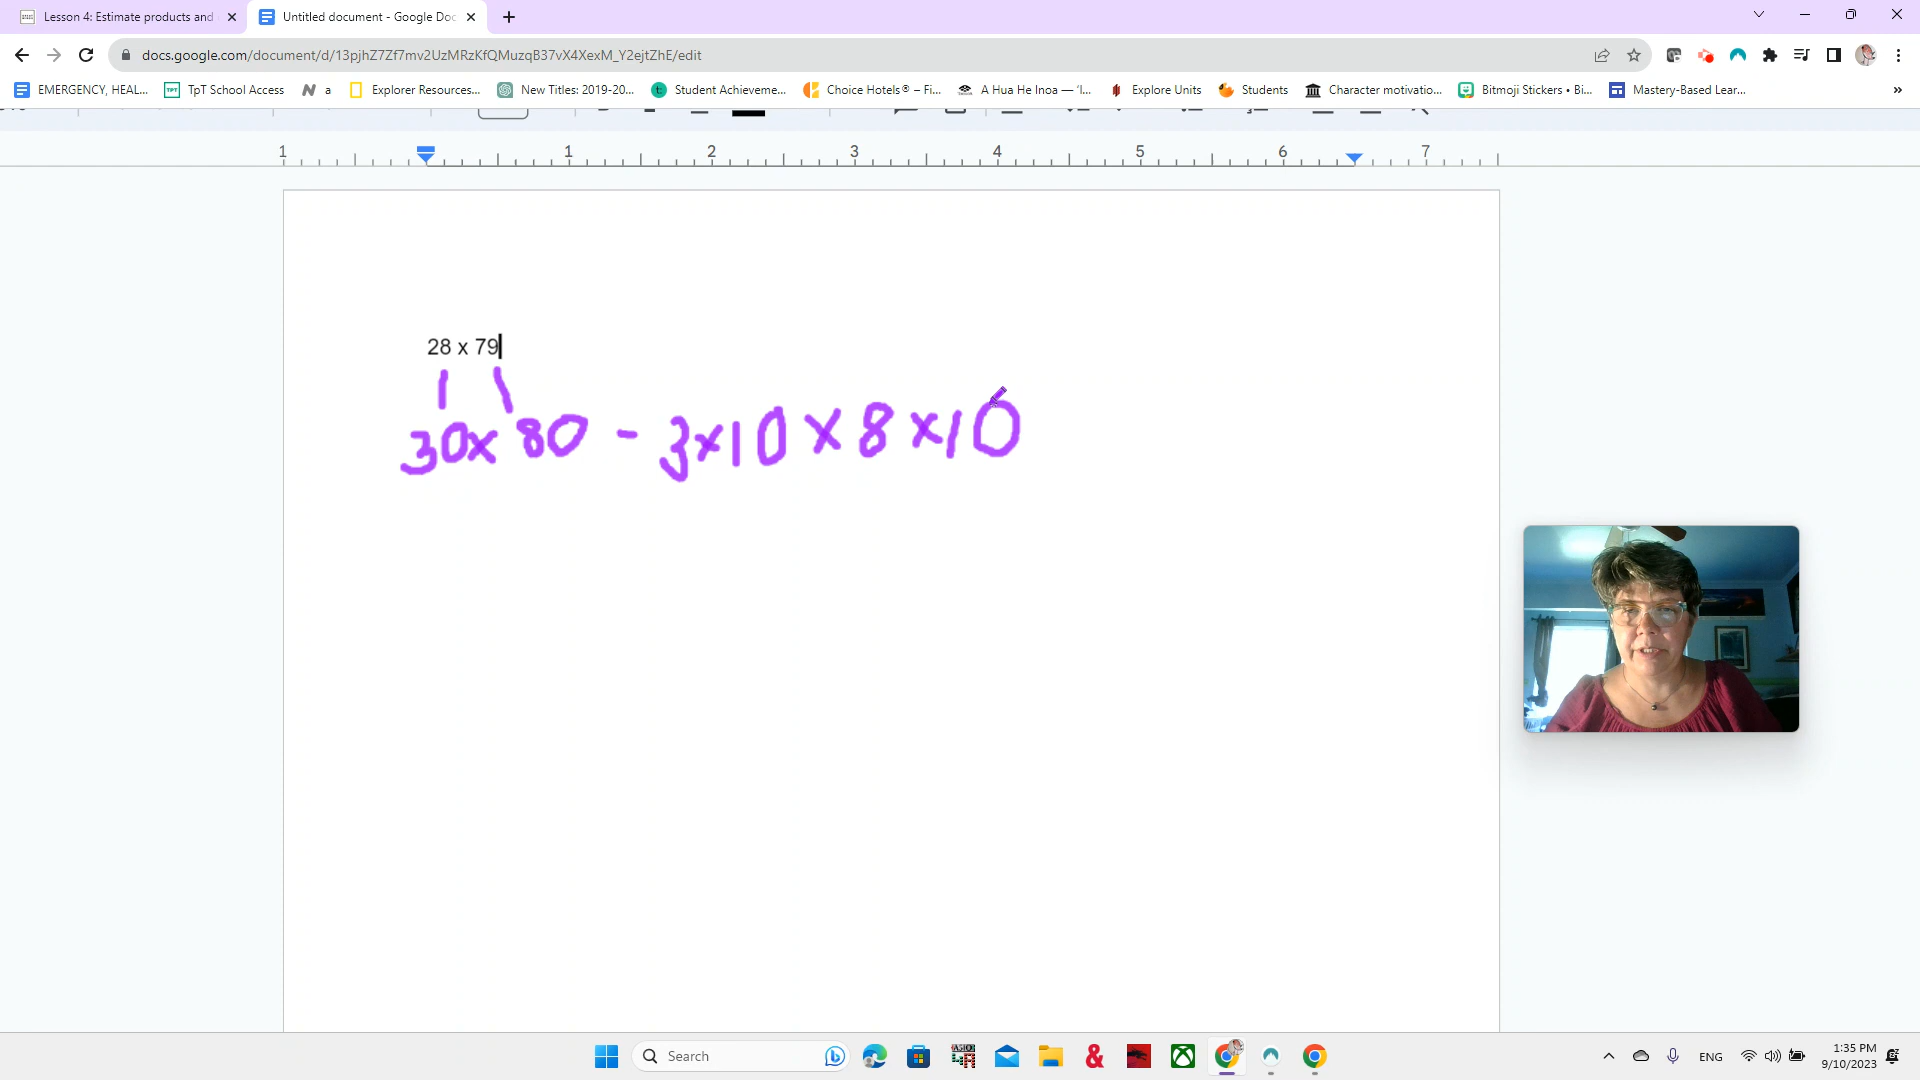 Lesson 4: Estimate products and
Untitled document - Google Doc
docs.google.com/document/d/13pjhZ7Zf7mv2UzMRzKfQMuzqB37vX4XexM_Y2ejtZhE/edit
EMERGENCY, HEAL...
TpT School Access
a
Explorer Resources...
New Titles: 2019-20...
Student Achieveme...
Choice Hotels® – Fi...
A Hua He Inoa — 'I...
Explore Units
Students
Character motivatio...
Bitmoji Stickers • Bi...
Mastery-Based Lear...
»
1 1 2 3 4 5 6 7
28 x 79
30x 80 - 3x10 x 8 x10
Search
ENG
1:35 PM
9/10/2023